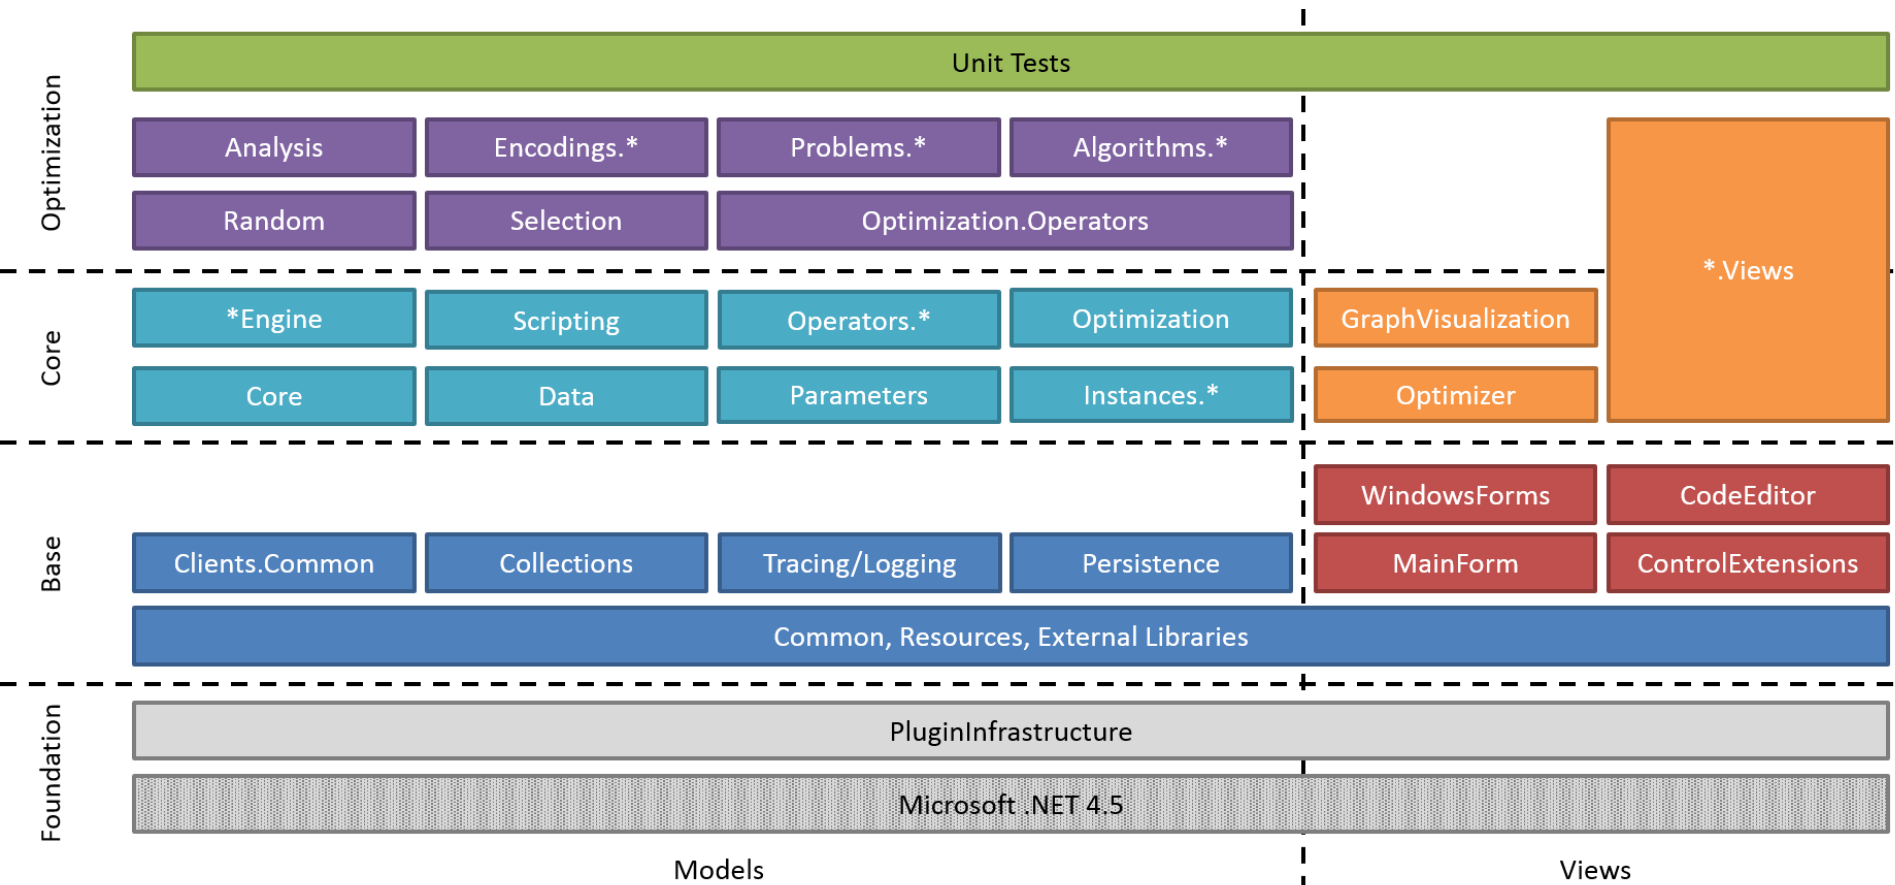 Optimization
Unit Tests
Analysis
Encodings.*
Problems.*
Algorithms.*
Random
Selection
Optimization.Operators
*.Views
Core
*Engine
Scripting
Operators.*
Optimization
GraphVisualization
Core
Data
Parameters
Instances.*
Optimizer
Base
WindowsForms
CodeEditor
Clients.Common
Collections
Tracing/Logging
Persistence
MainForm
ControlExtensions
Common, Resources, External Libraries
Foundation
PluginInfrastructure
Microsoft .NET 4.5
Models
Views